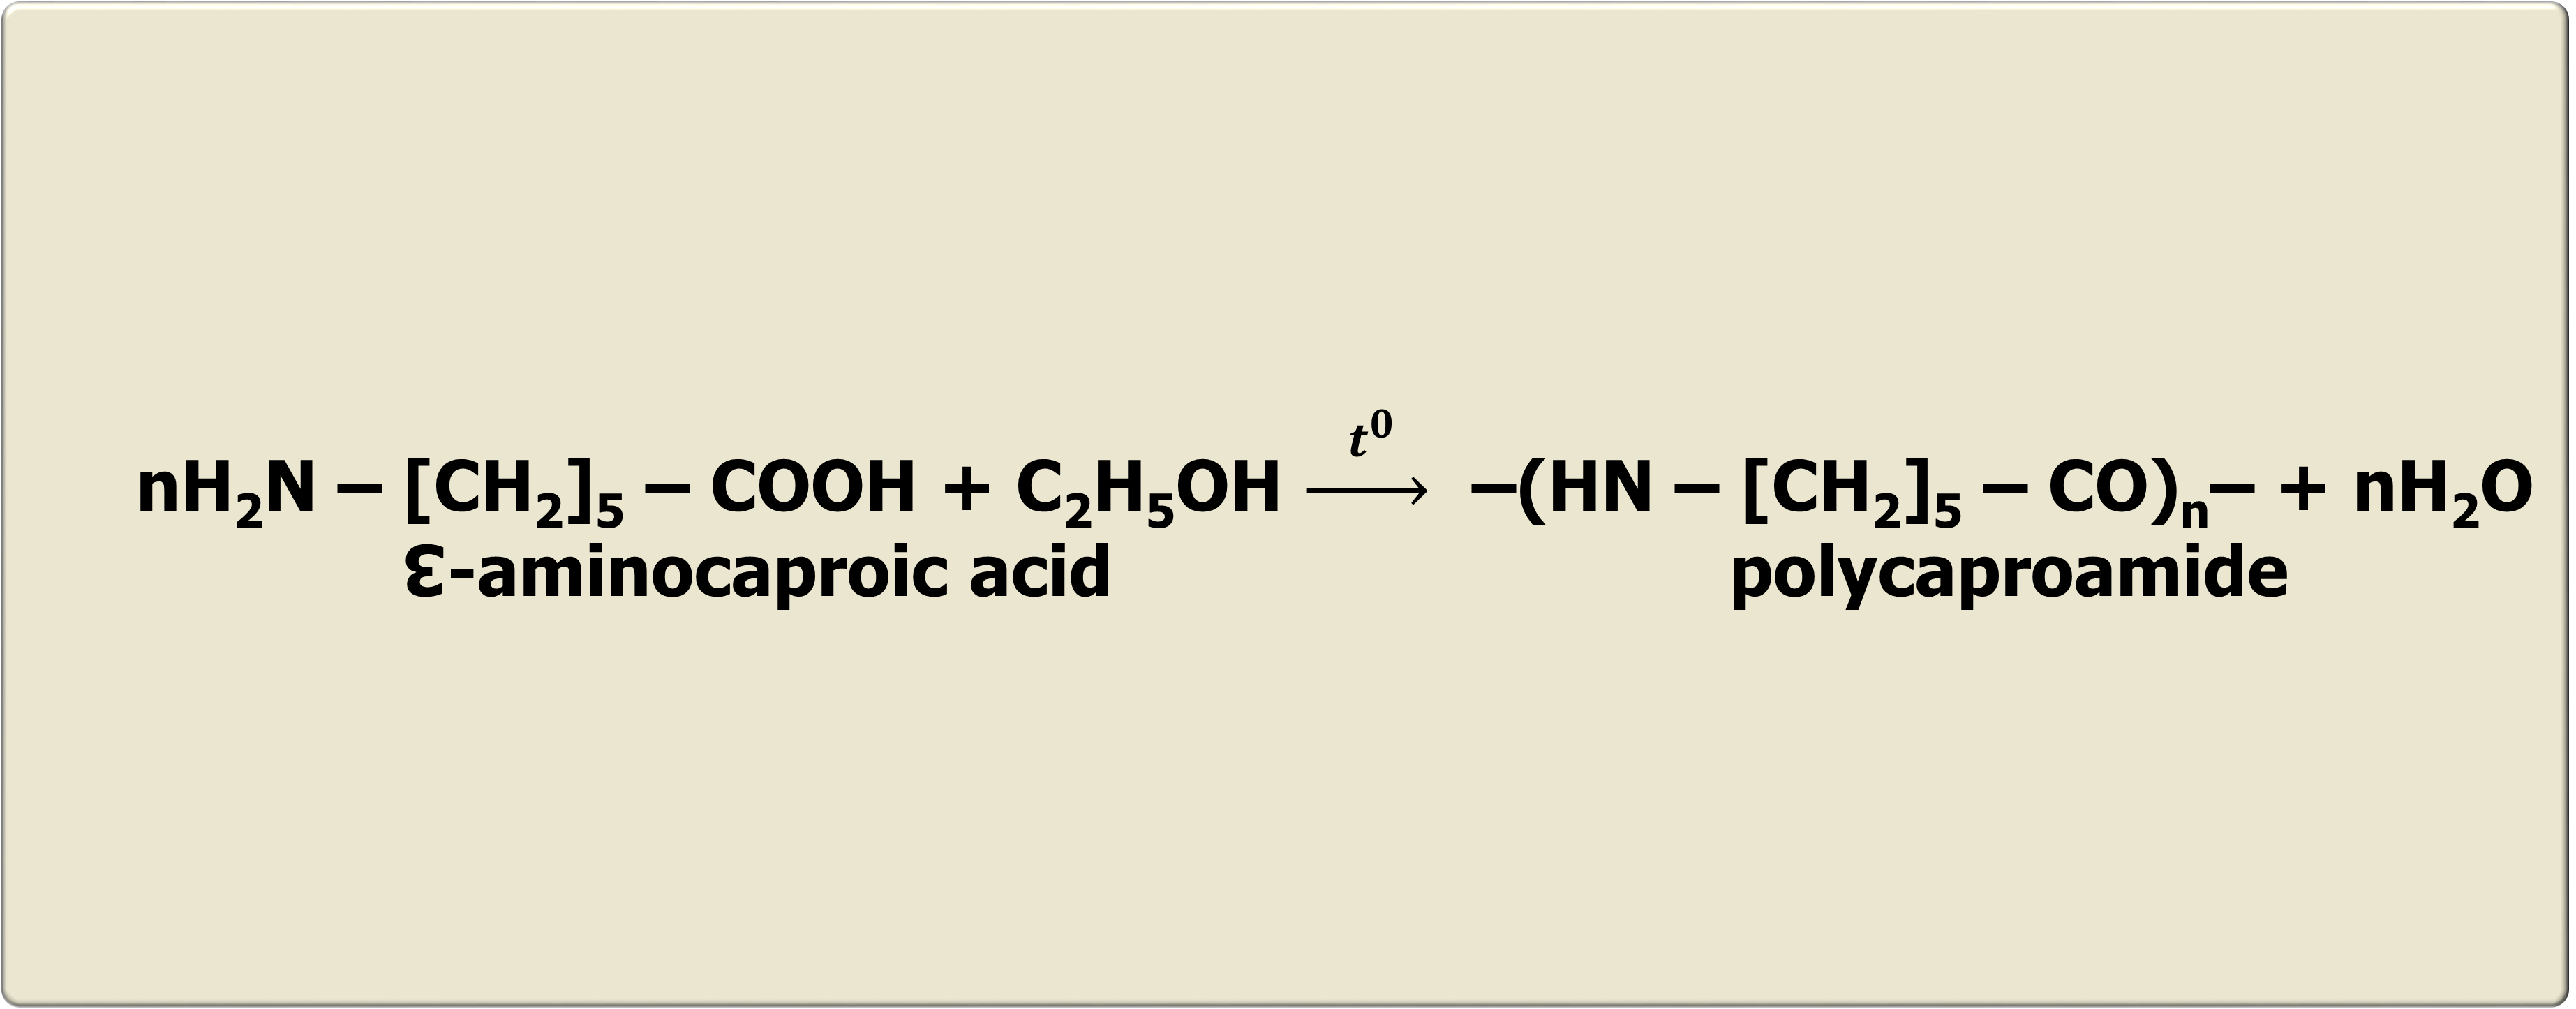 nH₂N – [CH₂]₅ – COOH + C₂H₅OH ⟶ –(HN – [CH₂]₅ – CO)ₙ– + nH₂O
t⁰
Ɛ-aminocaproic acid
polycaproamide